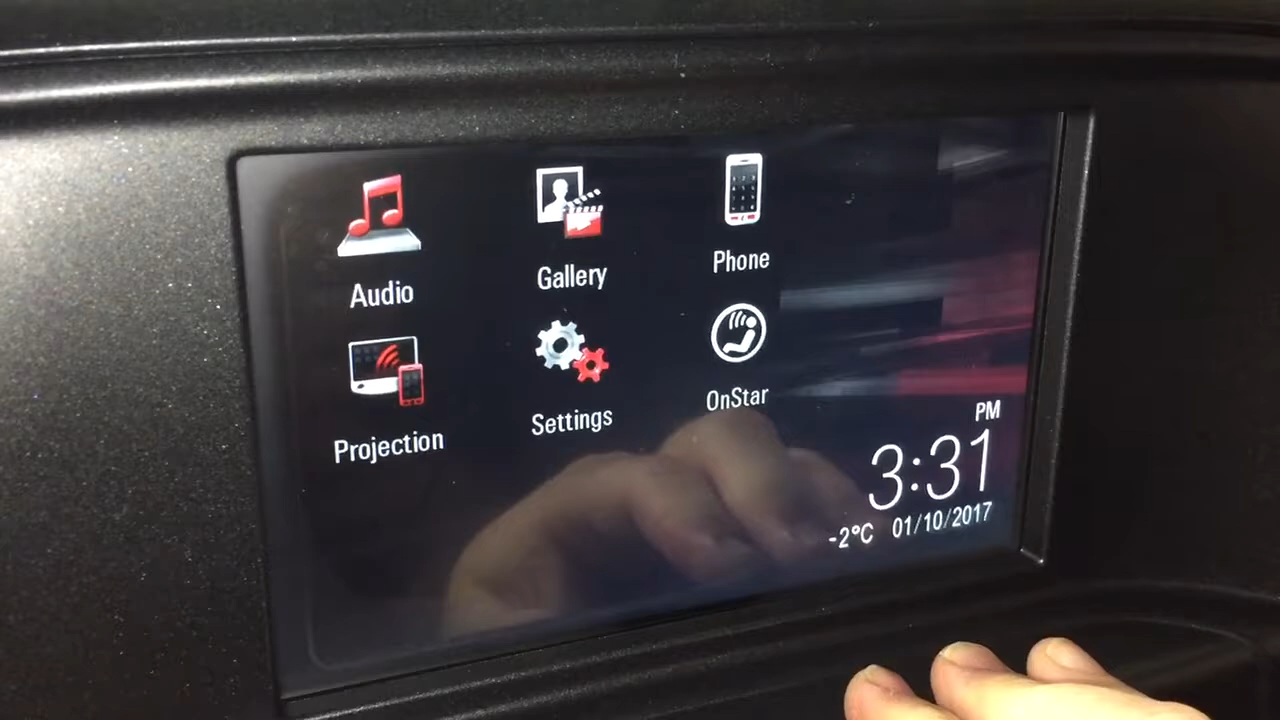 Audio
Gallery
Phone
Projection
Settings
OnStar
PM
3:31
-2°C 01/10/2017